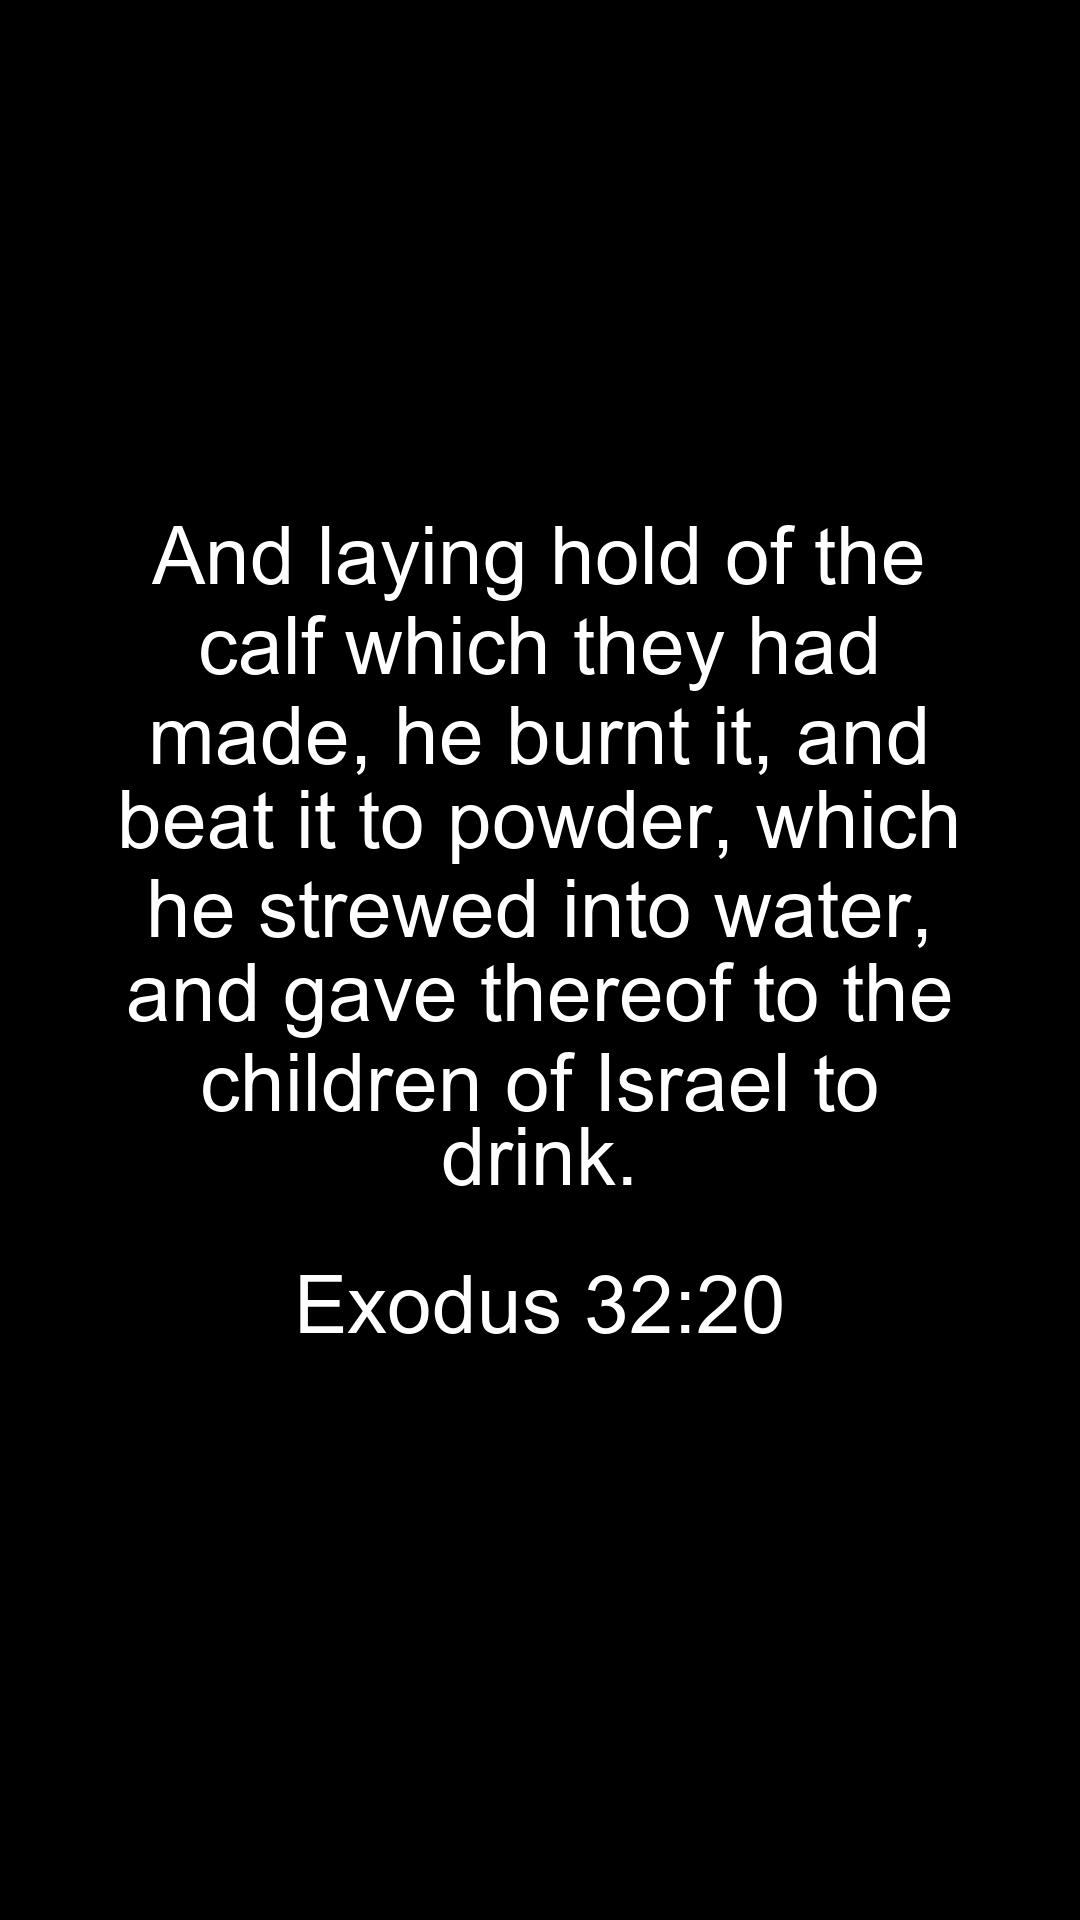 And laying hold of the
calf which they had
made, he burnt it, and
beat it to powder, which
he strewed into water,
and gave thereof to the
children of Israel to
drink.
Exodus 32:20